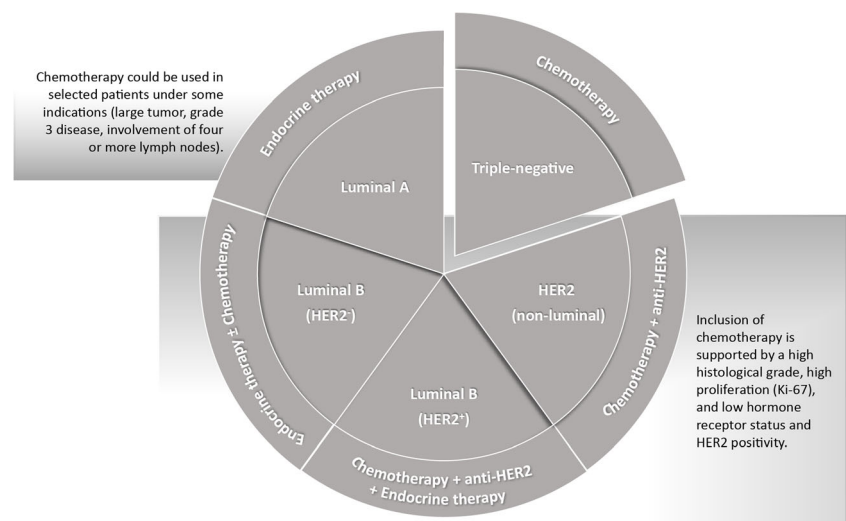 Chemotherapy could be used in
selected patients under some
indications (large tumor, grade
3 disease, involvement of four
or more lymph nodes).
Endocrine therapy
Luminal A
Chemotherapy
Triple-negative
Endocrine therapy ± Chemotherapy
Luminal B
(HER2⁻)
HER2
(non-luminal)
Chemotherapy + anti-HER2
Luminal B
(HER2⁺)
Chemotherapy + anti-HER2
+ Endocrine therapy
Inclusion of
chemotherapy is
supported by a high
histological grade, high
proliferation (Ki-67),
and low hormone
receptor status and
HER2 positivity.